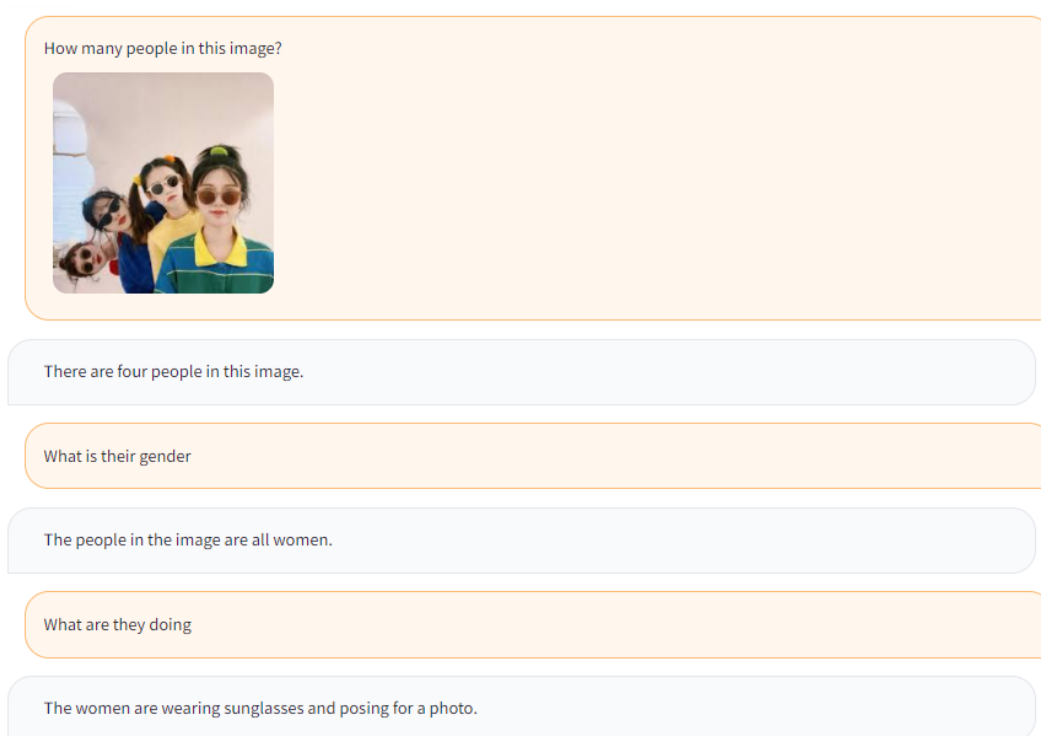 How many people in this image?
There are four people in this image.
What is their gender
The people in the image are all women.
What are they doing
The women are wearing sunglasses and posing for a photo.